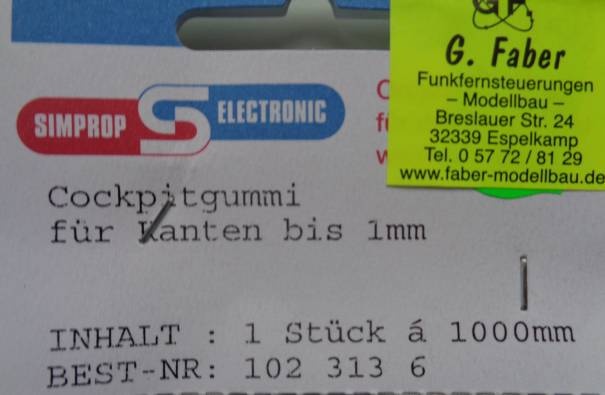 GF
G. Faber
Funkfernsteuerungen
– Modellbau –
Breslauer Str. 24
32339 Espelkamp
Tel. 0 57 72 / 81 29
www.faber-modellbau.de
SIMPROP ELECTRONIC
Cockpitgummi
für Kanten bis 1mm
INHALT : 1 Stück á 1000mm
BEST-NR: 102 313 6